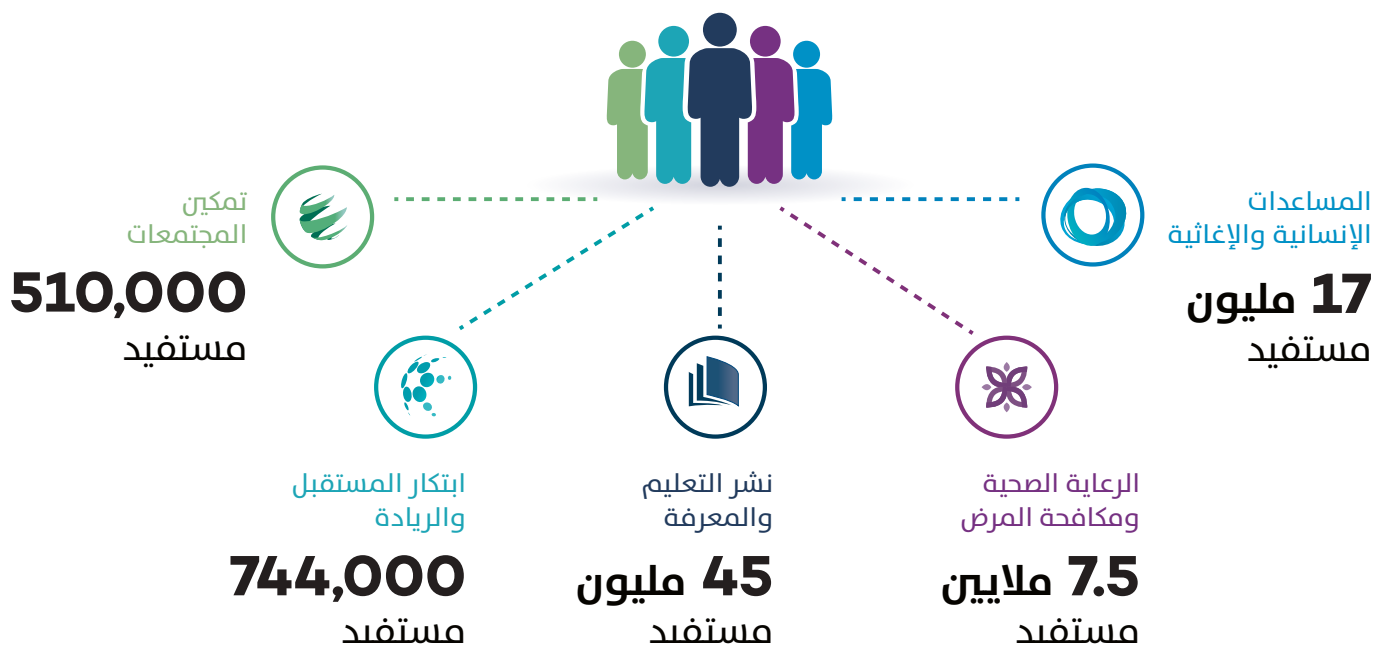 المساعدات
الإنسانية والإغاثية
17 مليون
مستفيد
الرعاية الصحية
ومكافحة المرض
7.5 ملايين
مستفيد
نشر التعليم
والمعرفة
45 مليون
مستفيد
ابتكار المستقبل
والريادة
744,000
مستفيد
تمكين
المجتمعات
510,000
مستفيد